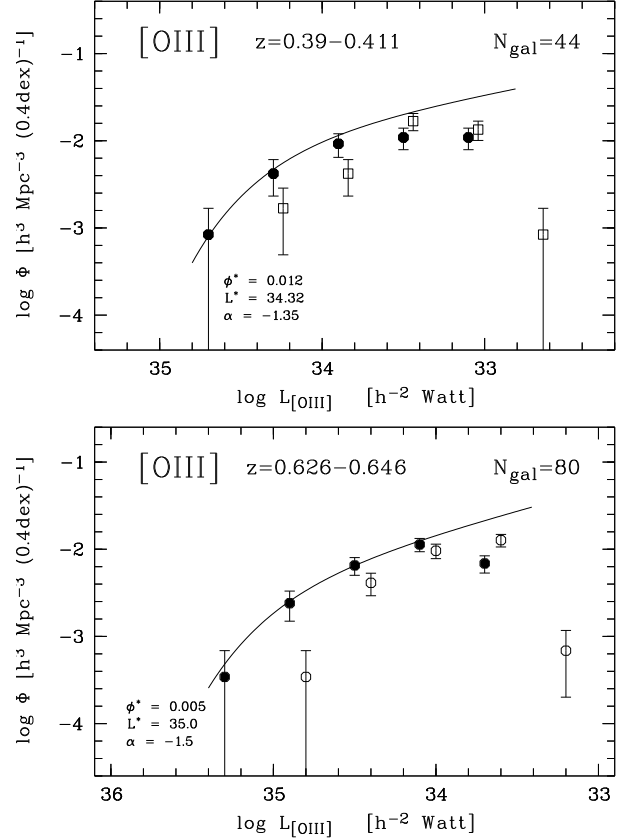 [OIII] z=0.39−0.411 N_gal=44
−1
−2
−3
−4
log Φ [h³ Mpc⁻³ (0.4dex)⁻¹]
ϕ* = 0.012
L* = 34.32
α = −1.35
35 34 33
log L_[OIII] [h⁻² Watt]
[OIII] z=0.626−0.646 N_gal=80
−1
−2
−3
−4
log Φ [h³ Mpc⁻³ (0.4dex)⁻¹]
ϕ* = 0.005
L* = 35.0
α = −1.5
36 35 34 33
log L_[OIII] [h⁻² Watt]